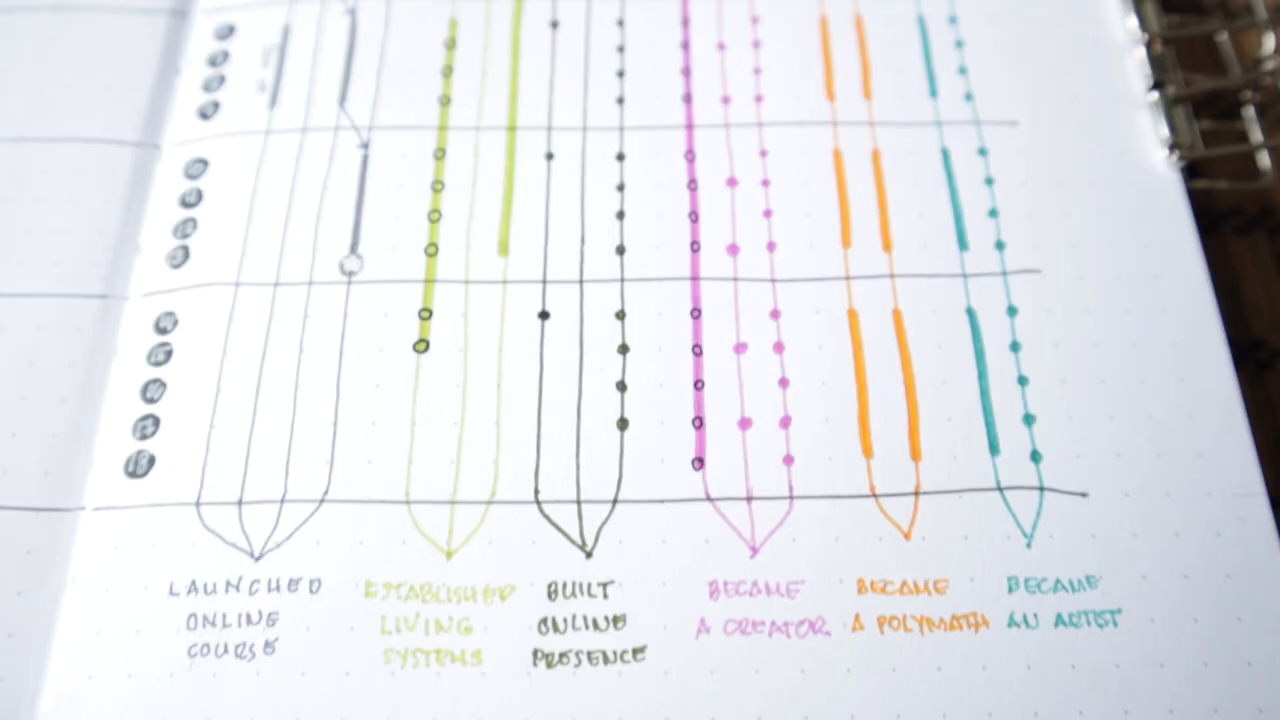 LAUNCHED
ONLINE
COURSE
ESTABLISHED
LIVING
SYSTEMS
BUILT
ONLINE
PRESENCE
BECAME
A CREATOR
BECAME
A POLYMATH
BECAME
AN ARTIST